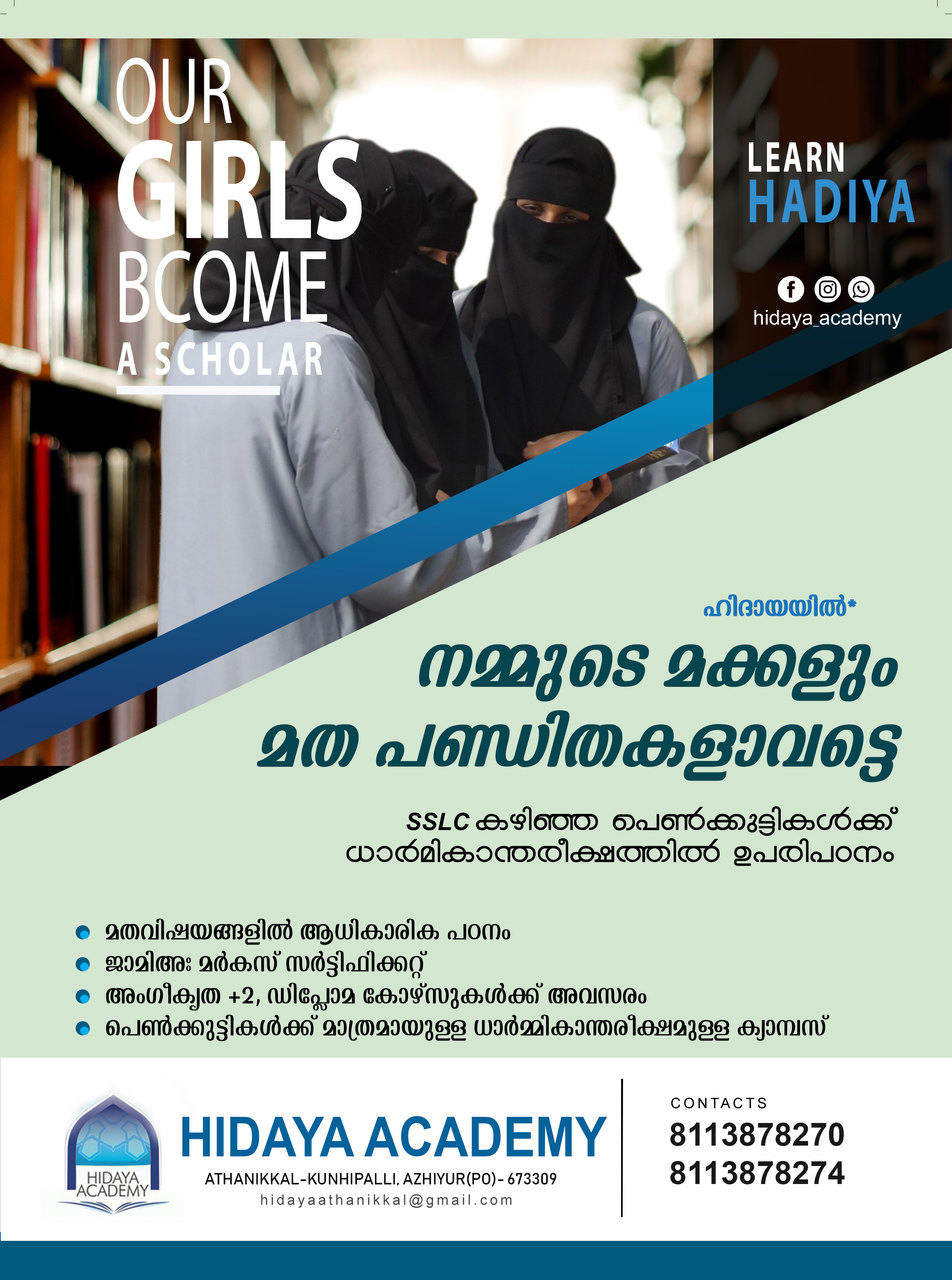 OUR
GIRLS
BCOME
A SCHOLAR
LEARN
HADIYA
hidaya_academy
ഹിദായയിൽ*
നമ്മുടെ മക്കളും
മത പണ്ഡിതകളാവട്ടെ
SSLC കഴിഞ്ഞ പെൺക്കുട്ടികൾക്ക്
ധാർമികാന്തരീക്ഷത്തിൽ ഉപരിപഠനം
മതവിഷയങ്ങളിൽ ആധികാരിക പഠനം
ജാമിഅഃ മർകസ് സർട്ടിഫിക്കറ്റ്
അംഗീകൃത +2, ഡിപ്ലോമ കോഴ്സുകൾക്ക് അവസരം
പെൺക്കുട്ടികൾക്ക് മാത്രമായുള്ള ധാർമ്മികാന്തരീക്ഷമുള്ള ക്യാമ്പസ്
HIDAYA
ACADEMY
HIDAYA ACADEMY
ATHANIKKAL-KUNHIPALLI, AZHIYUR(PO)- 673309
hidayaathanikkal@gmail.com
CONTACTS
8113878270
8113878274